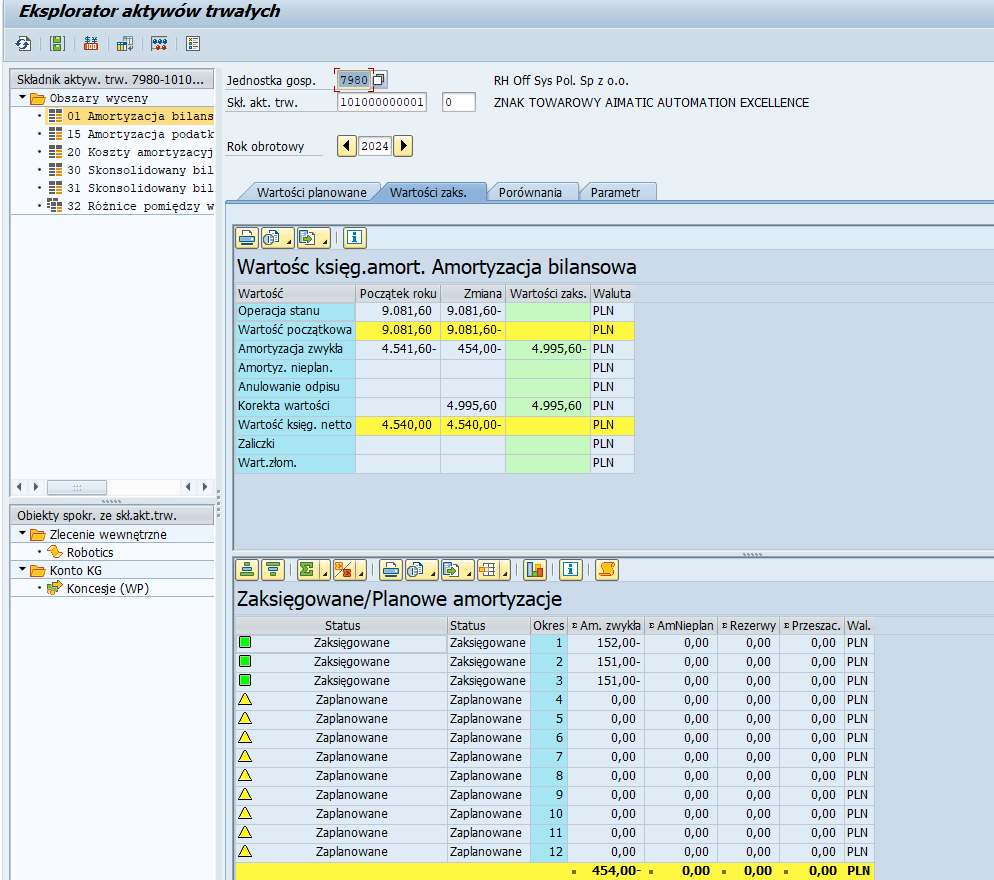 Eksplorator aktywów trwałych
Składnik aktyw. trw. 7980-1010...
Obszary wyceny
01 Amortyzacja bilans
15 Amortyzacja podatk
20 Koszty amortyzacyj
30 Skonsolidowany bil
31 Skonsolidowany bil
32 Różnice pomiędzy w
Obiekty spokr. ze skł.akt.trw.
Zlecenie wewnętrzne
Robotics
Konto KG
Koncesje (WP)
Jednostka gosp. 7980 RH Off Sys Pol. Sp z o.o.
Skł. akt. trw. 101000000001 0 ZNAK TOWAROWY AIMATIC AUTOMATION EXCELLENCE
Rok obrotowy 2024
Wartości planowane Wartości zaks. Porównania Parametr
Wartośc księg.amort. Amortyzacja bilansowa
Wartość Początek roku Zmiana Wartości zaks. Waluta
Operacja stanu 9.081,60 9.081,60- PLN
Wartość początkowa 9.081,60 9.081,60- PLN
Amortyzacja zwykła 4.541,60- 454,00- 4.995,60- PLN
Amortyz. nieplan. PLN
Anulowanie odpisu PLN
Korekta wartości 4.995,60 4.995,60 PLN
Wartość księg. netto 4.540,00 4.540,00- PLN
Zaliczki PLN
Wart.złom. PLN
Zaksięgowane/Planowe amortyzacje
Status Status Okres Σ Am. zwykła Σ AmNieplan Σ Rezerwy Σ Przeszac. Wal.
Zaksięgowane Zaksięgowane 1 152,00- 0,00 0,00 0,00 PLN
Zaksięgowane Zaksięgowane 2 151,00- 0,00 0,00 0,00 PLN
Zaksięgowane Zaksięgowane 3 151,00- 0,00 0,00 0,00 PLN
Zaplanowane Zaplanowane 4 0,00 0,00 0,00 0,00 PLN
Zaplanowane Zaplanowane 5 0,00 0,00 0,00 0,00 PLN
Zaplanowane Zaplanowane 6 0,00 0,00 0,00 0,00 PLN
Zaplanowane Zaplanowane 7 0,00 0,00 0,00 0,00 PLN
Zaplanowane Zaplanowane 8 0,00 0,00 0,00 0,00 PLN
Zaplanowane Zaplanowane 9 0,00 0,00 0,00 0,00 PLN
Zaplanowane Zaplanowane 10 0,00 0,00 0,00 0,00 PLN
Zaplanowane Zaplanowane 11 0,00 0,00 0,00 0,00 PLN
Zaplanowane Zaplanowane 12 0,00 0,00 0,00 0,00 PLN
454,00- 0,00 0,00 0,00 PLN